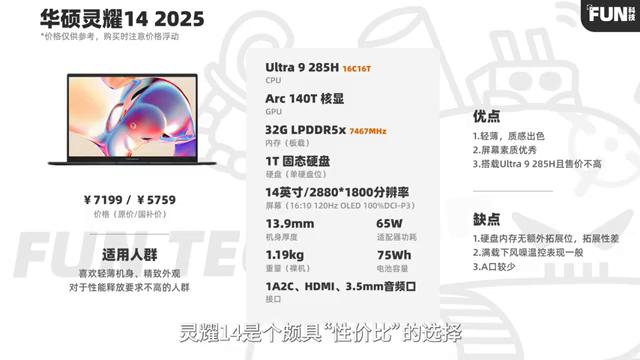 华硕灵耀14 2025
*价格仅供参考，购买时注意价格浮动
FUN科技
Ultra 9 285H 16C16T
CPU
Arc 140T 核显
GPU
32G LPDDR5x 7467MHz
内存（板载）
1T 固态硬盘
硬盘（单硬盘位）
14英寸/2880*1800分辨率
屏幕（16:10 120Hz OLED 100%DCI-P3）
13.9mm 65W
机身厚度 适配器功耗
1.19kg 75Wh
重量（裸机） 电池容量
1A2C、HDMI、3.5mm音频口
接口
￥7199 / ￥5759
价格（原价/国补价）
适用人群
喜欢轻薄机身、精致外观
对于性能释放要求不高的人群
优点
1.轻薄，质感出色
2.屏幕素质优秀
3.搭载Ultra 9 285H且售价不高
缺点
1.硬盘内存无额外拓展位，拓展性差
2.满载下风噪温控表现一般
3.A口较少
FUN TEC
灵耀14是个颇具“性价比”的选择